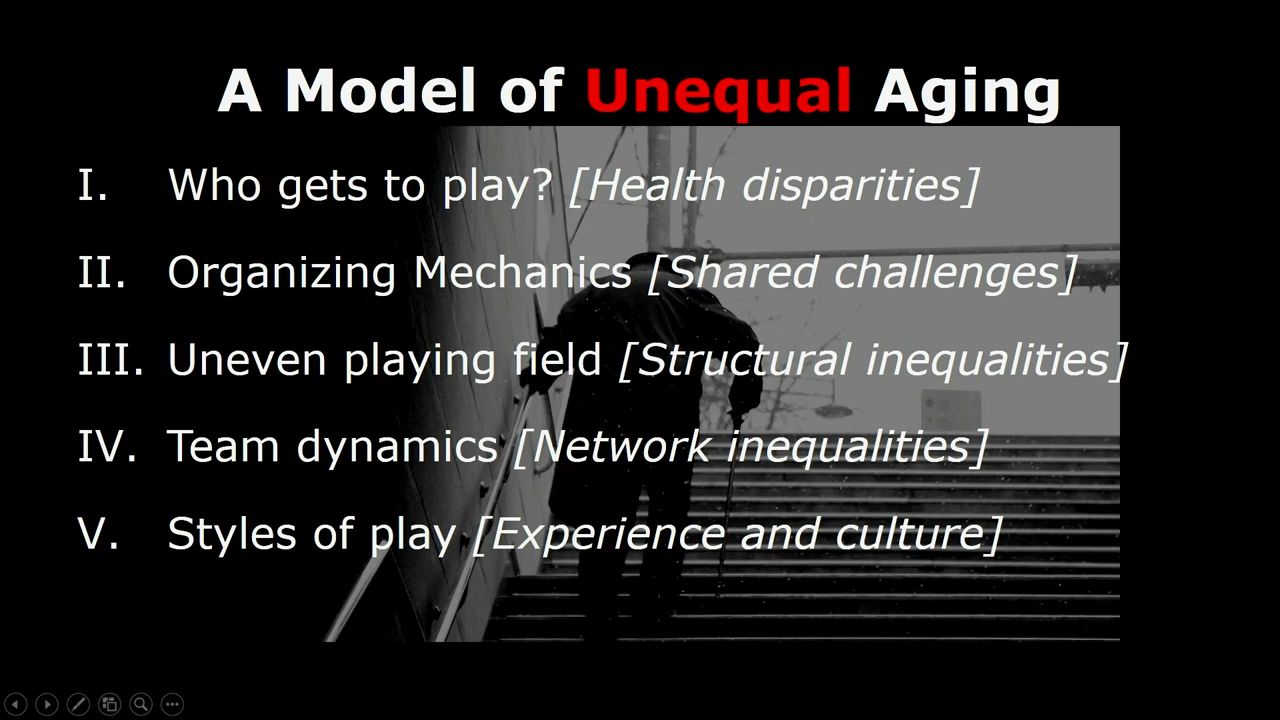 A Model of Unequal Aging
I. Who gets to play? [Health disparities]
II. Organizing Mechanics [Shared challenges]
III. Uneven playing field [Structural inequalities]
IV. Team dynamics [Network inequalities]
V. Styles of play [Experience and culture]